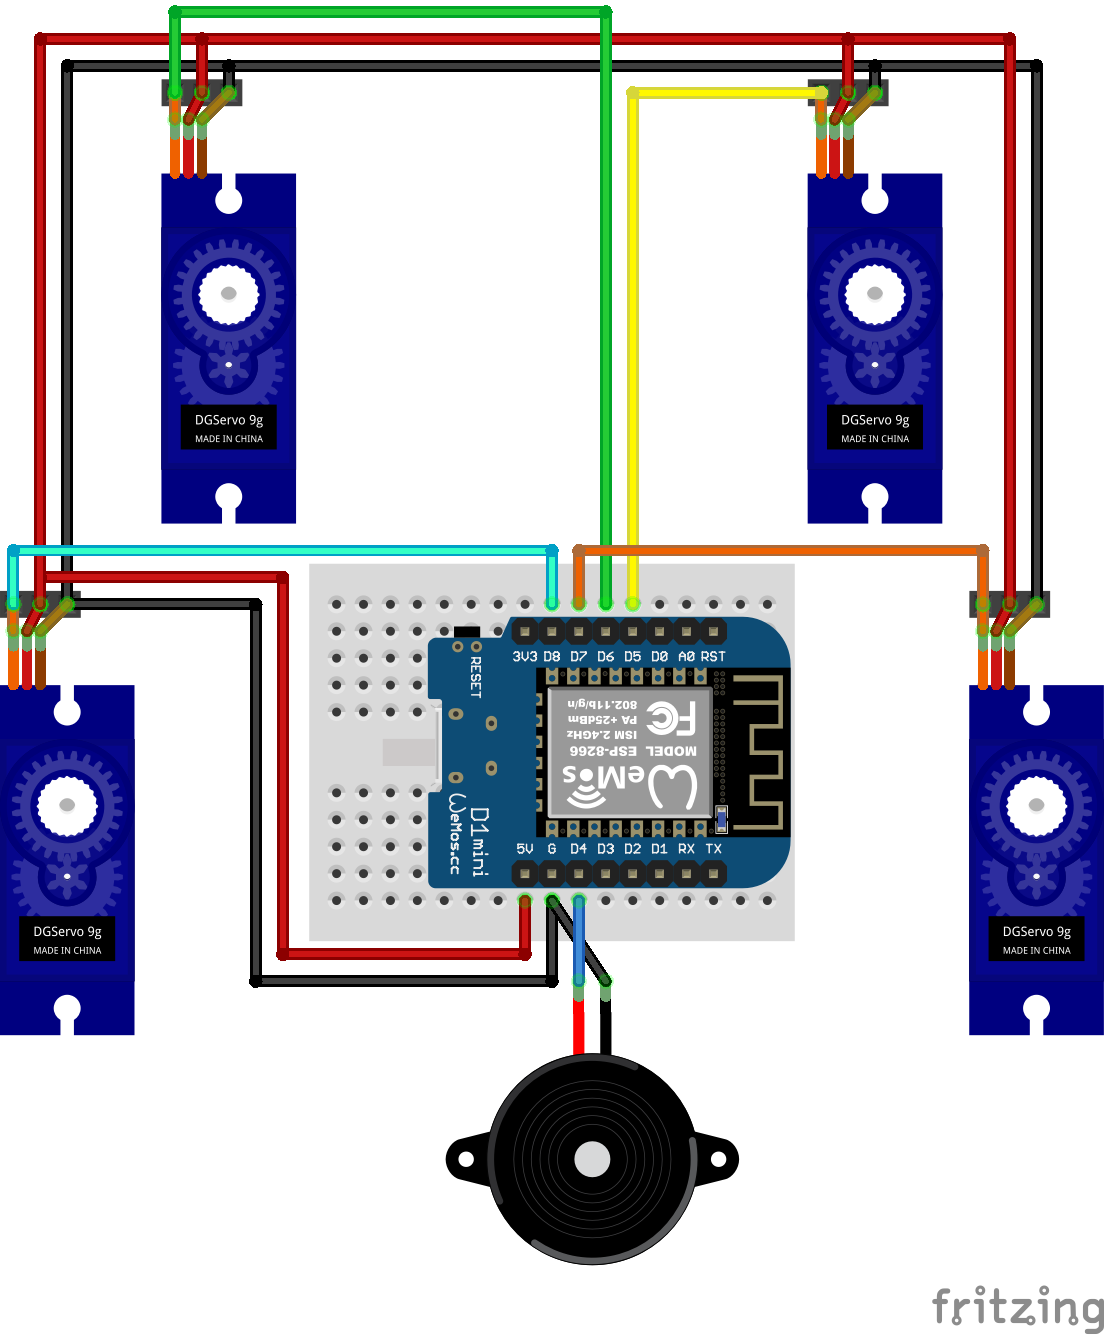 DGServo 9g
MADE IN CHINA
DGServo 9g
MADE IN CHINA
3V3 D8 D7 D6 D5 D0 A0 RST
RESET
802.11b/g/n
PA +25dBm
ISM 2.4GHz
MODEL ESP-8266
FC
WeMos
D1mini
WeMos.cc
5V G D4 D3 D2 D1 RX TX
DGServo 9g
MADE IN CHINA
DGServo 9g
MADE IN CHINA
fritzing